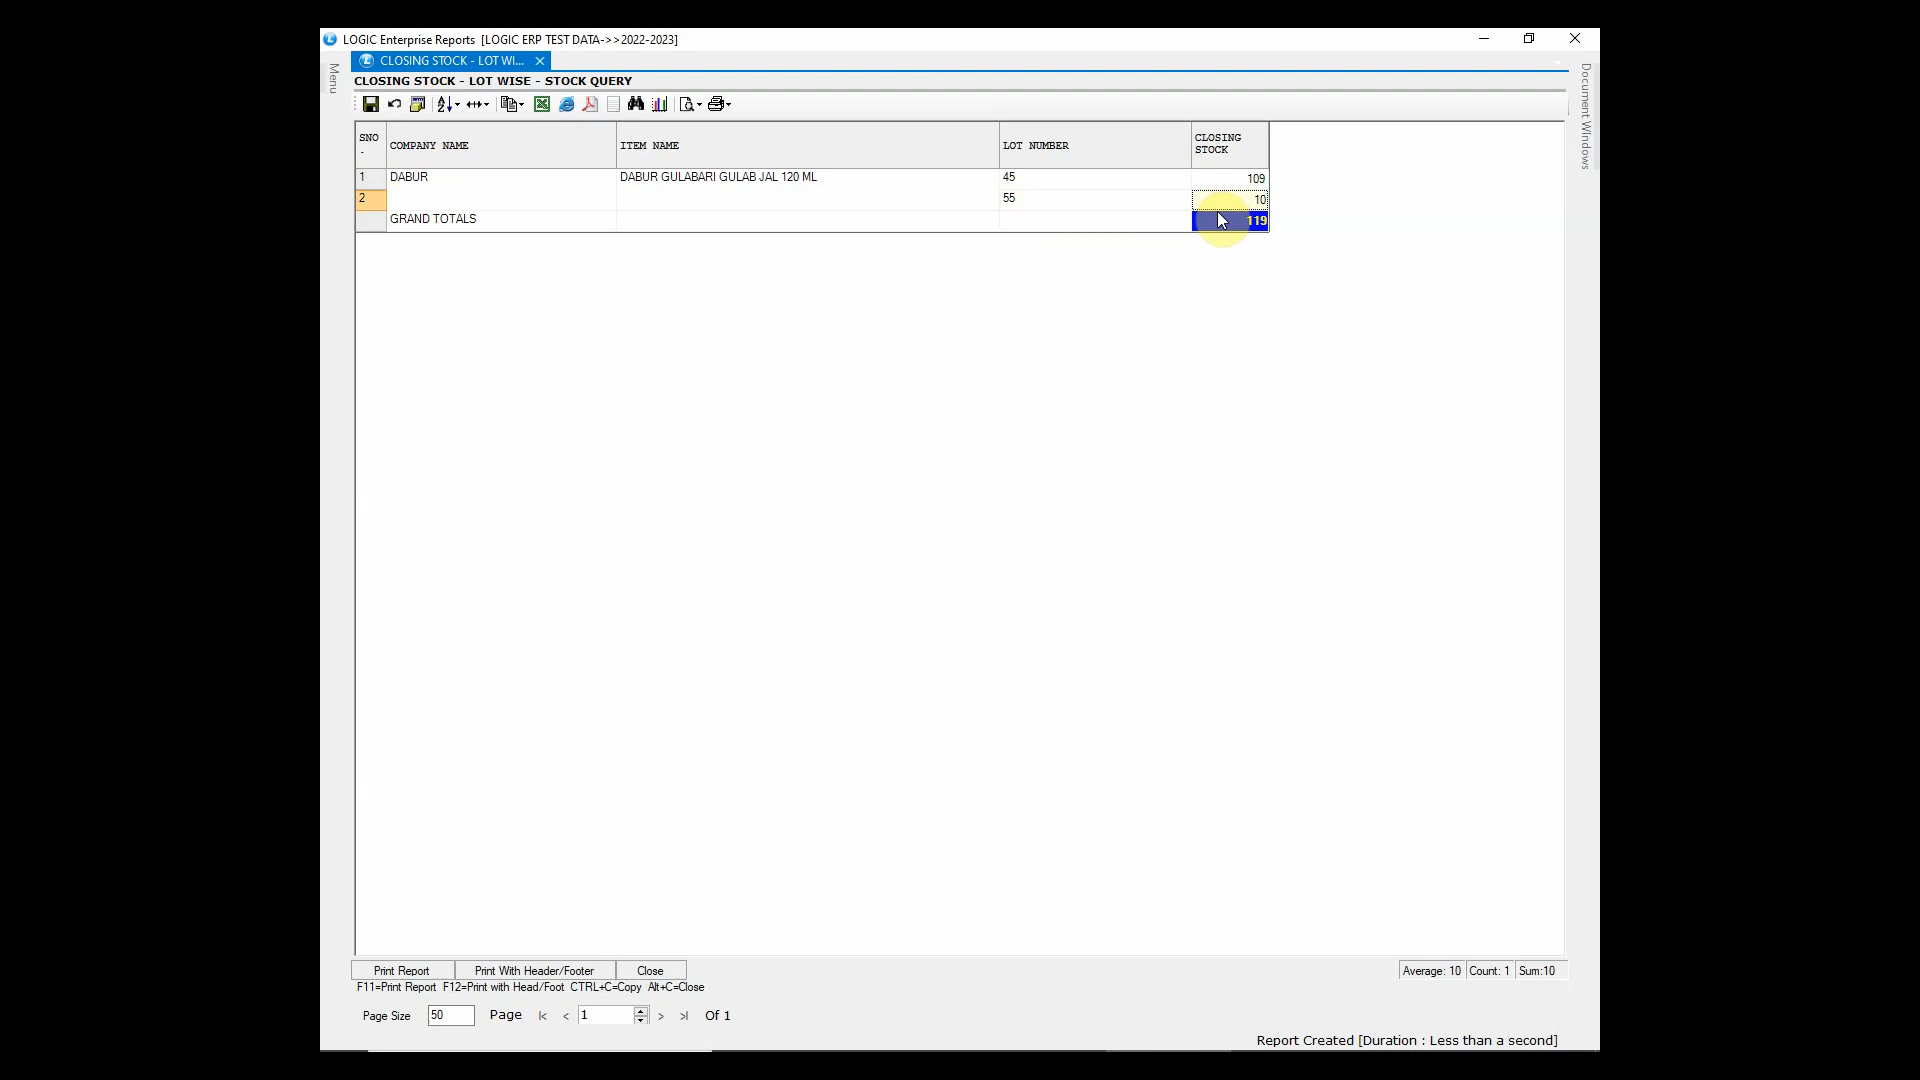 LOGIC Enterprise Reports [LOGIC ERP TEST DATA->>2022-2023]
Menu
CLOSING STOCK - LOT WI...
Document Windows
CLOSING STOCK - LOT WISE - STOCK QUERY
SNO COMPANY NAME ITEM NAME LOT NUMBER CLOSING STOCK
1 DABUR DABUR GULABARI GULAB JAL 120 ML 45 109
2 55 10
GRAND TOTALS 119
Print Report Print With Header/Footer Close Average: 10 Count: 1 Sum:10
F11=Print Report F12=Print with Head/Foot CTRL+C=Copy Alt+C=Close
Page Size 50 Page |< < 1 > >| Of 1
Report Created [Duration : Less than a second]